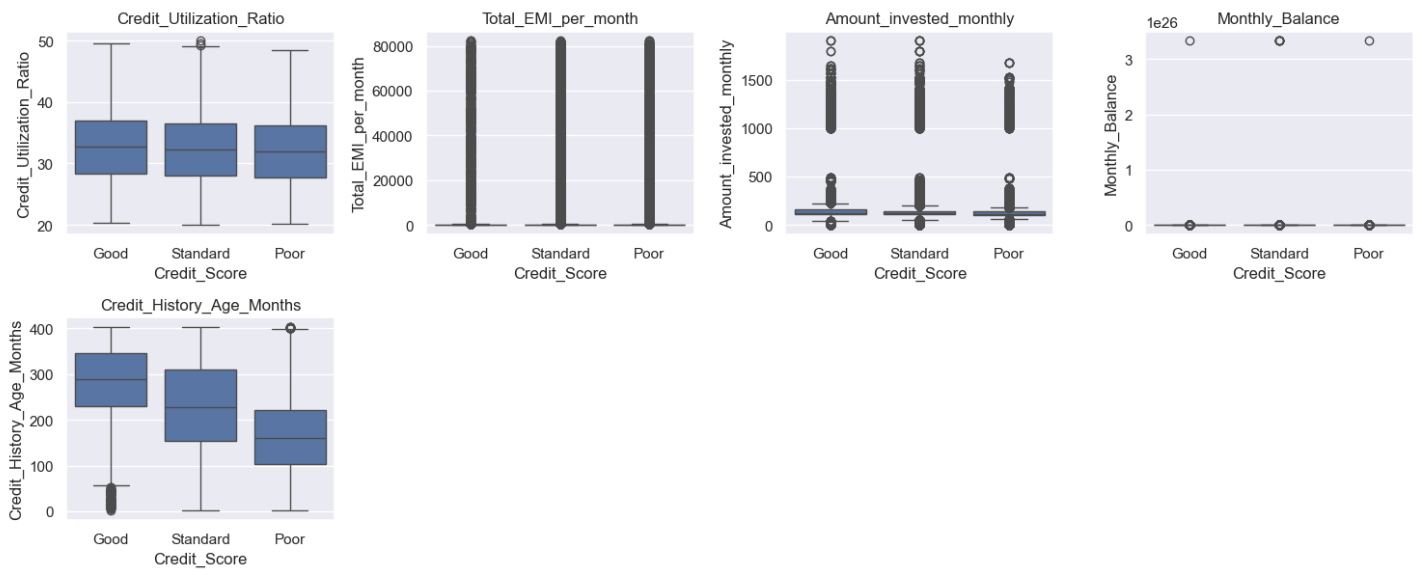 Credit_Utilization_Ratio
50
40
30
20
Credit_Utilization_Ratio
Good Standard Poor
Credit_Score
Total_EMI_per_month
80000
60000
40000
20000
0
Total_EMI_per_month
Good Standard Poor
Credit_Score
Amount_invested_monthly
1500
1000
500
0
Amount_invested_monthly
Good Standard Poor
Credit_Score
Monthly_Balance
1e26
3
2
1
0
Monthly_Balance
Good Standard Poor
Credit_Score
Credit_History_Age_Months
400
300
200
100
0
Credit_History_Age_Months
Good Standard Poor
Credit_Score